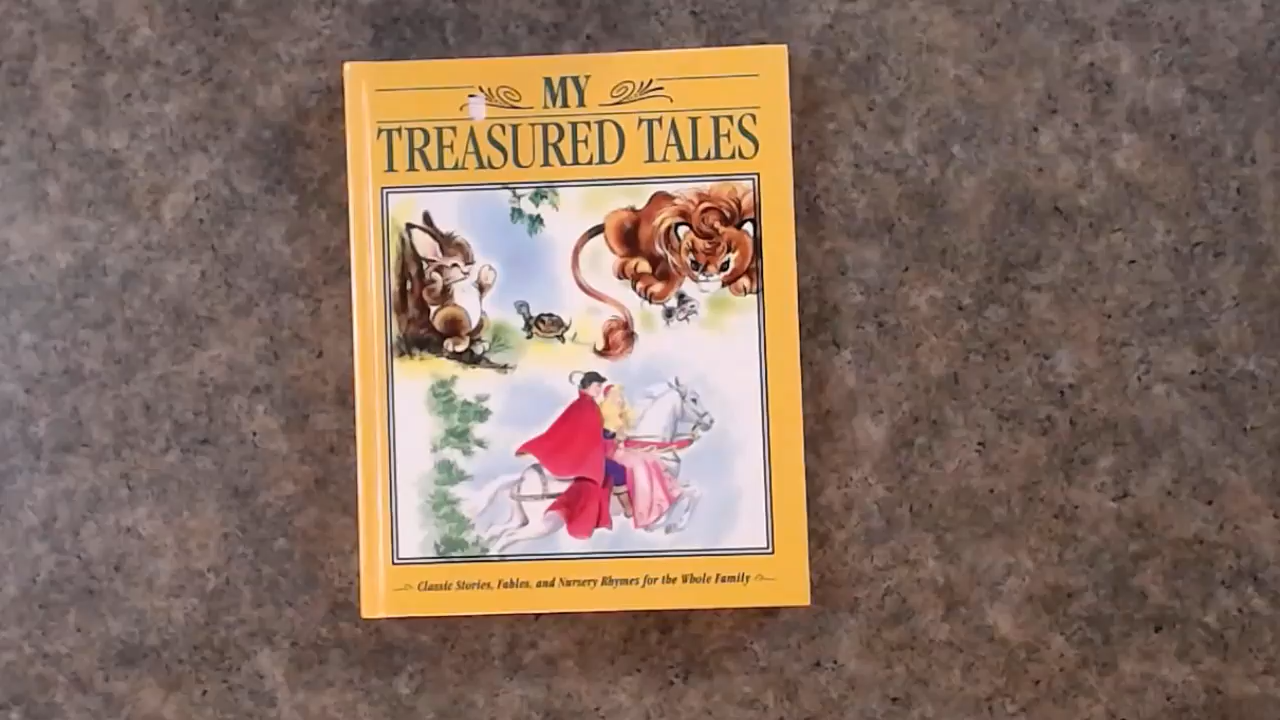 MY
TREASURED TALES
Classic Stories, Fables, and Nursery Rhymes for the Whole Family